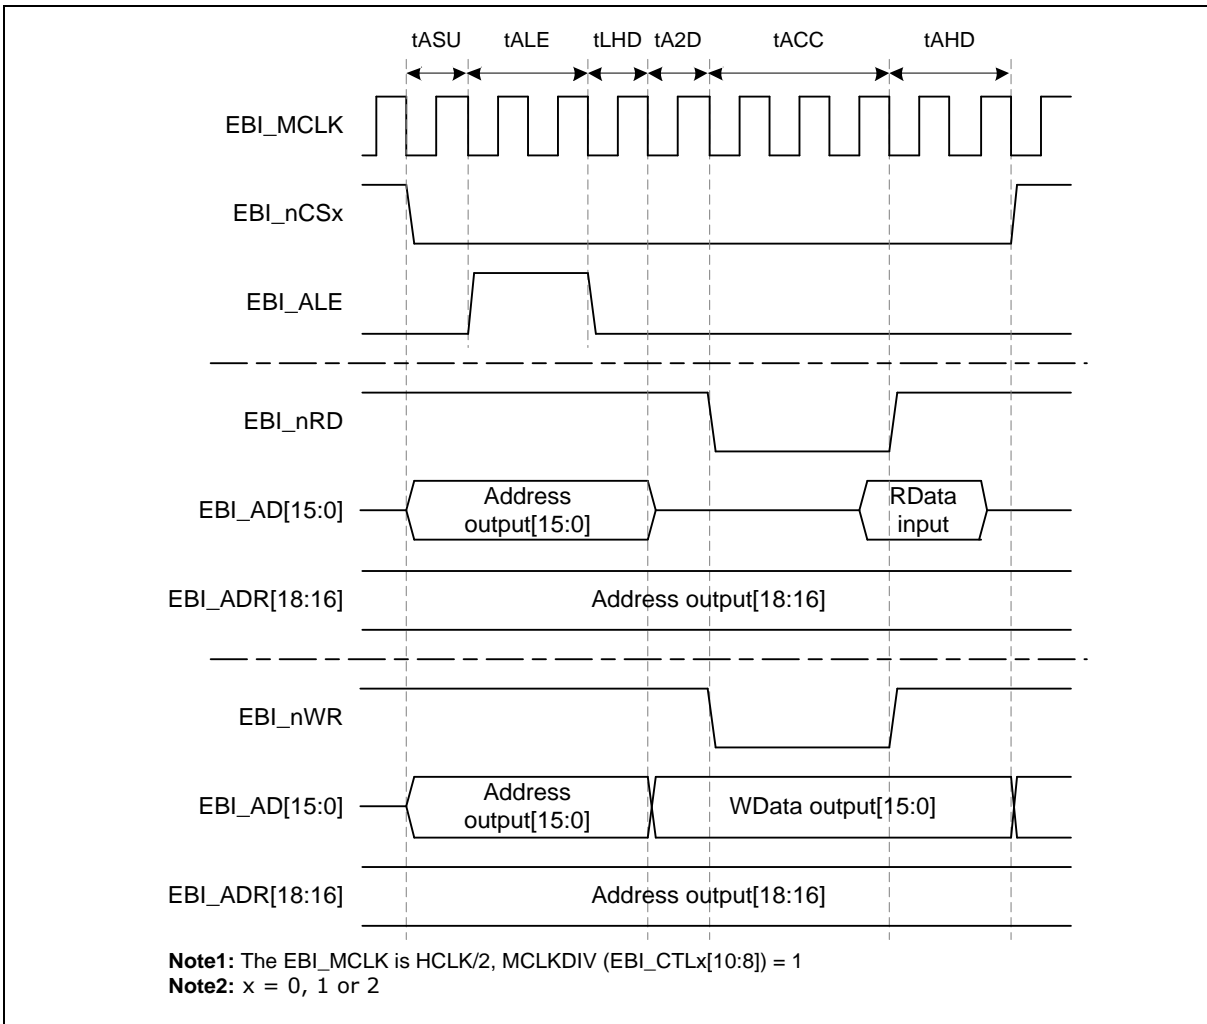 tASU tALE tLHD tA2D tACC tAHD
EBI_MCLK
EBI_nCSx
EBI_ALE
EBI_nRD
EBI_AD[15:0]
Address
output[15:0]
RData
input
EBI_ADR[18:16]
Address output[18:16]
EBI_nWR
EBI_AD[15:0]
Address
output[15:0]
WData output[15:0]
EBI_ADR[18:16]
Address output[18:16]
Note1: The EBI_MCLK is HCLK/2, MCLKDIV (EBI_CTLx[10:8]) = 1
Note2: x = 0, 1 or 2